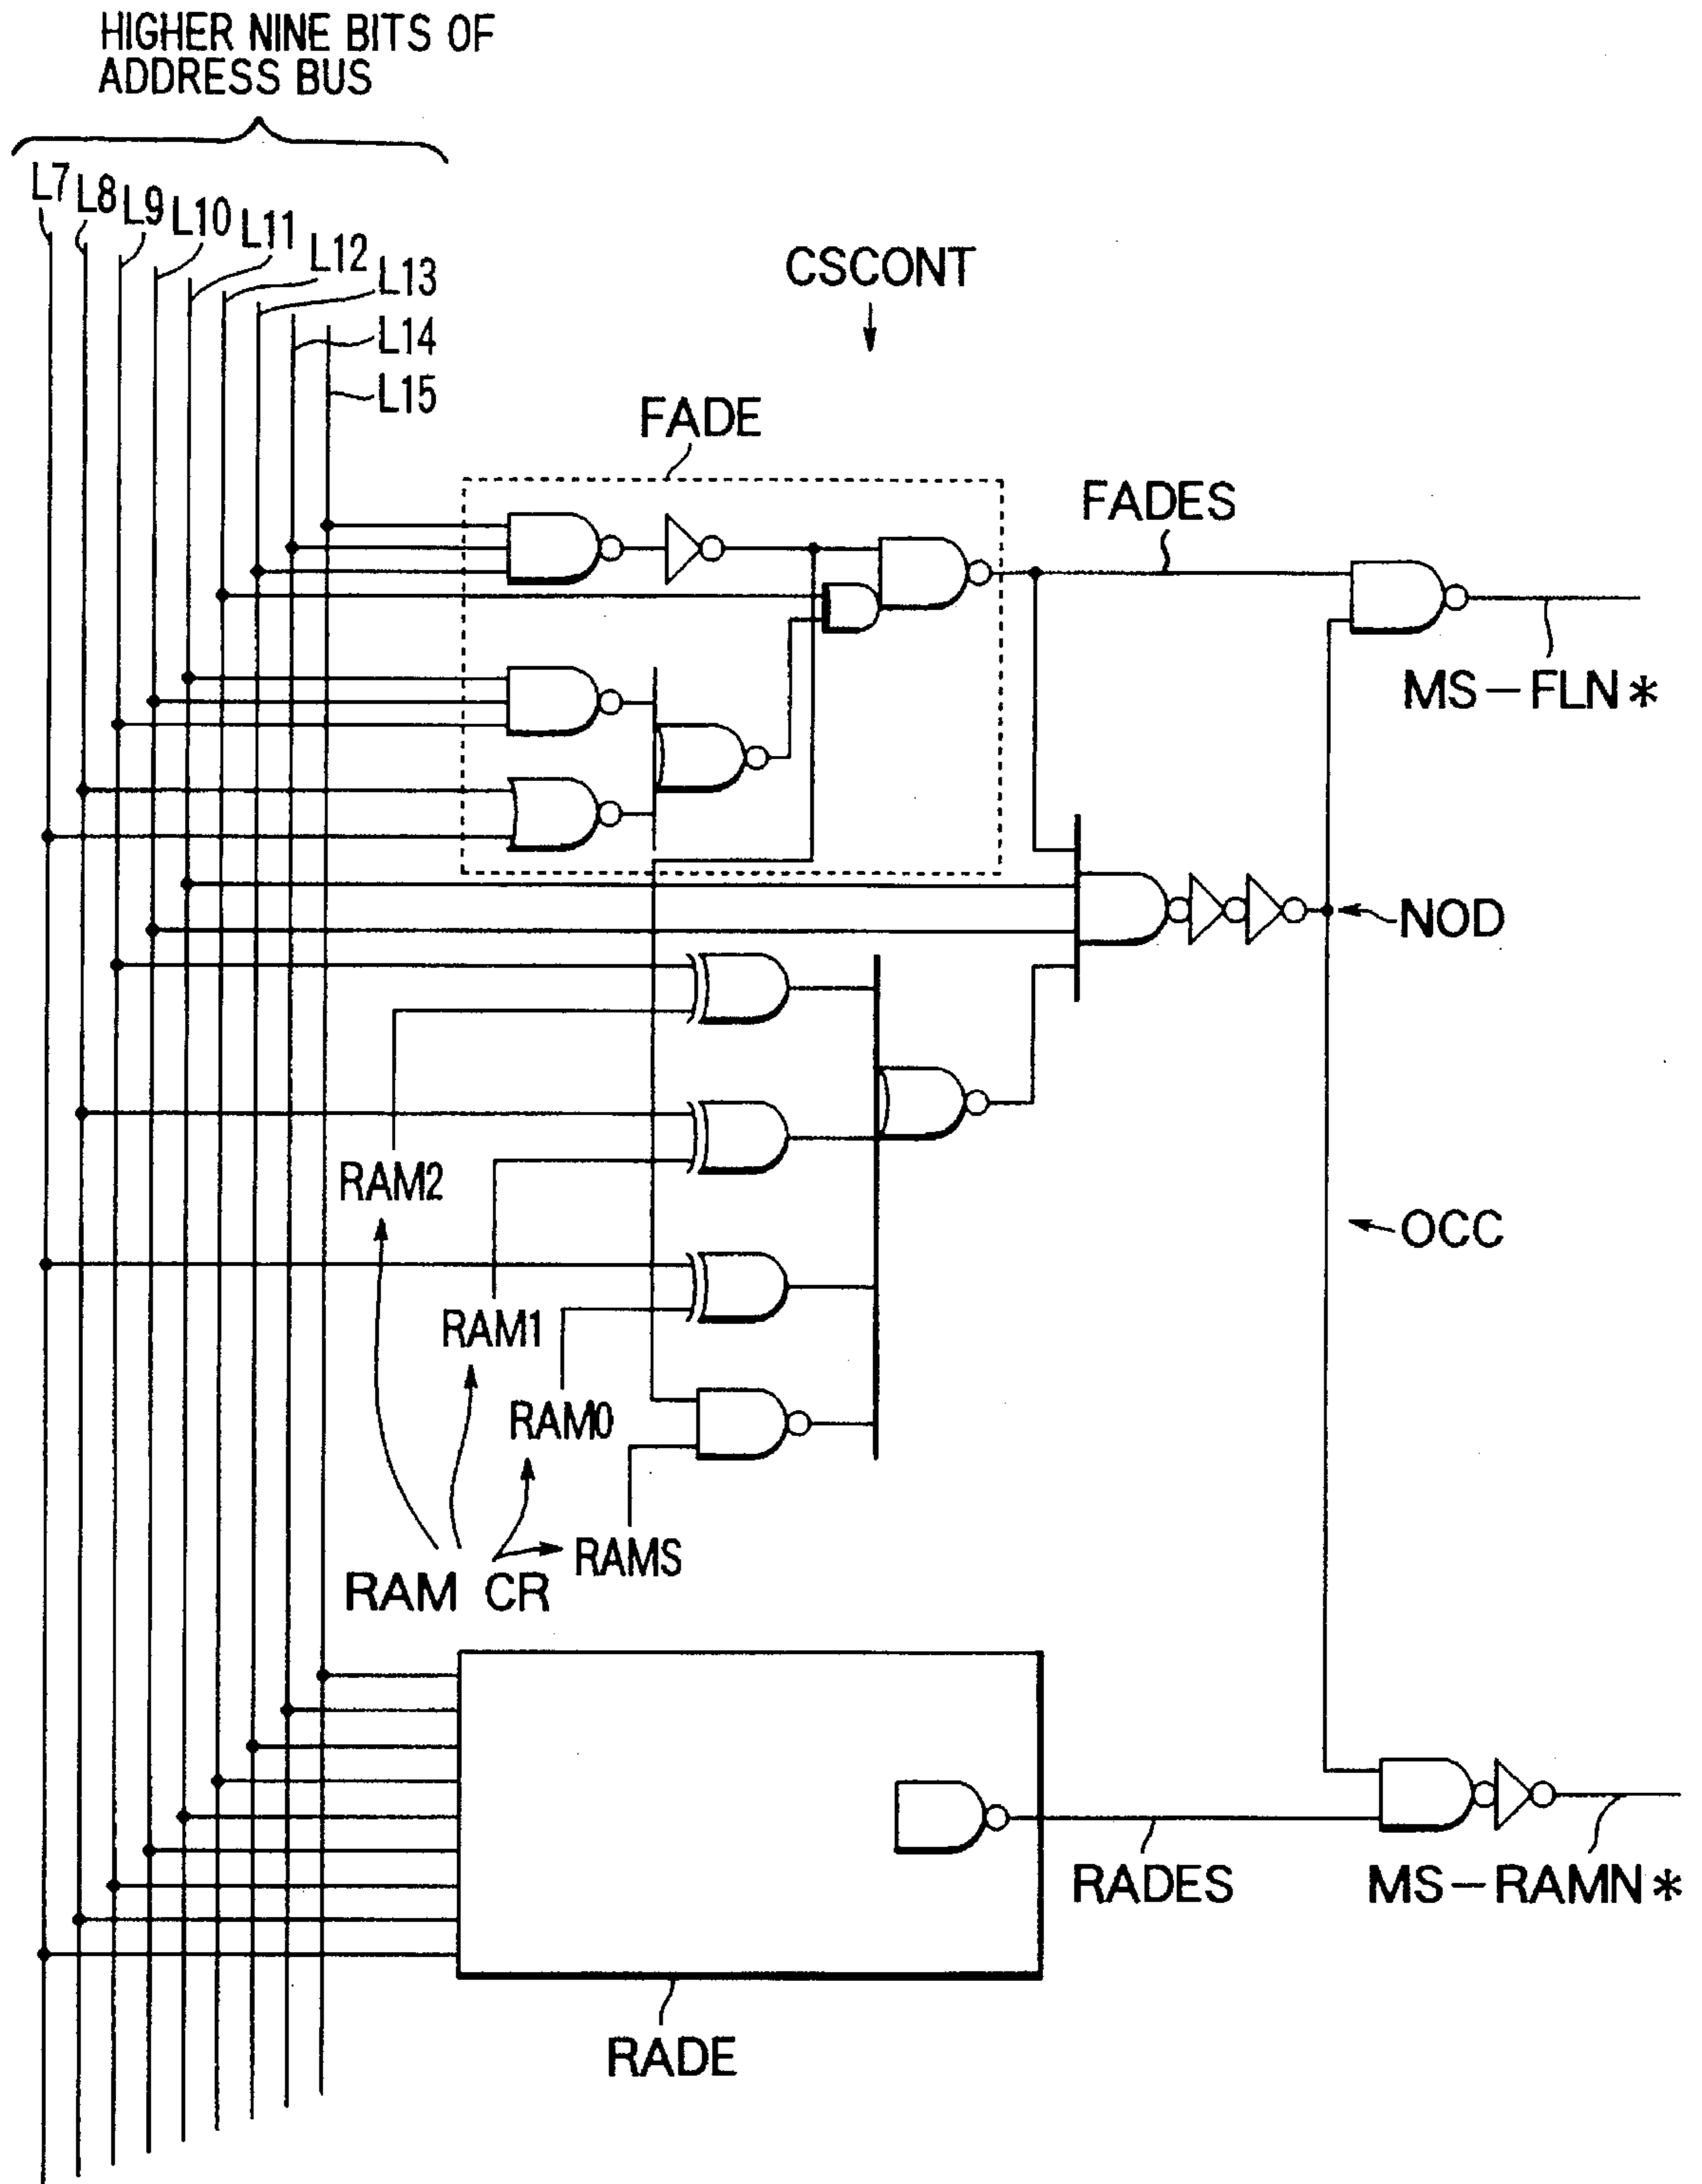 HIGHER NINE BITS OF
ADDRESS BUS
L7
L8
L9
L10
L11
L12
L13
L14
L15
CSCONT
FADE
FADES
MS-FLN*
NOD
OCC
RAM2
RAM1
RAM0
RAMS
RAM CR
RADES
MS-RAMN*
RADE